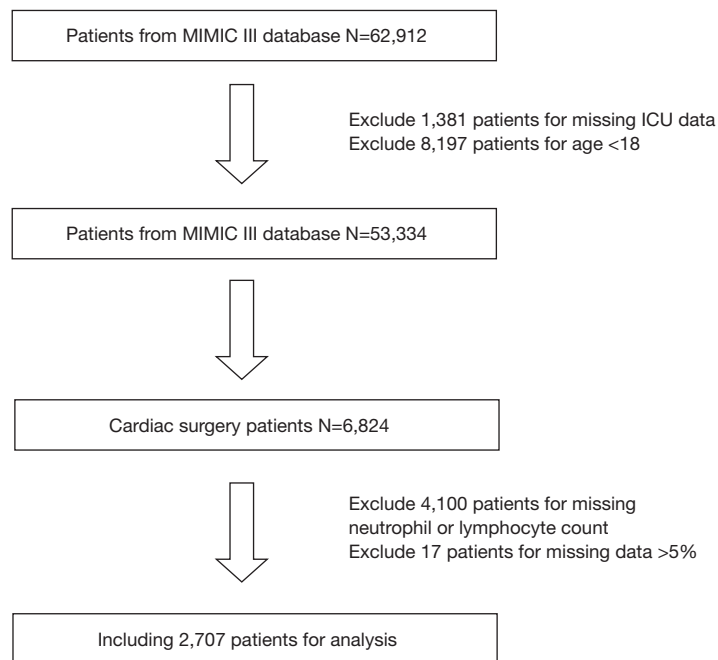 Patients from MIMIC III database N=62,912
Exclude 1,381 patients for missing ICU data
Exclude 8,197 patients for age <18
Patients from MIMIC III database N=53,334
Cardiac surgery patients N=6,824
Exclude 4,100 patients for missing
neutrophil or lymphocyte count
Exclude 17 patients for missing data >5%
Including 2,707 patients for analysis